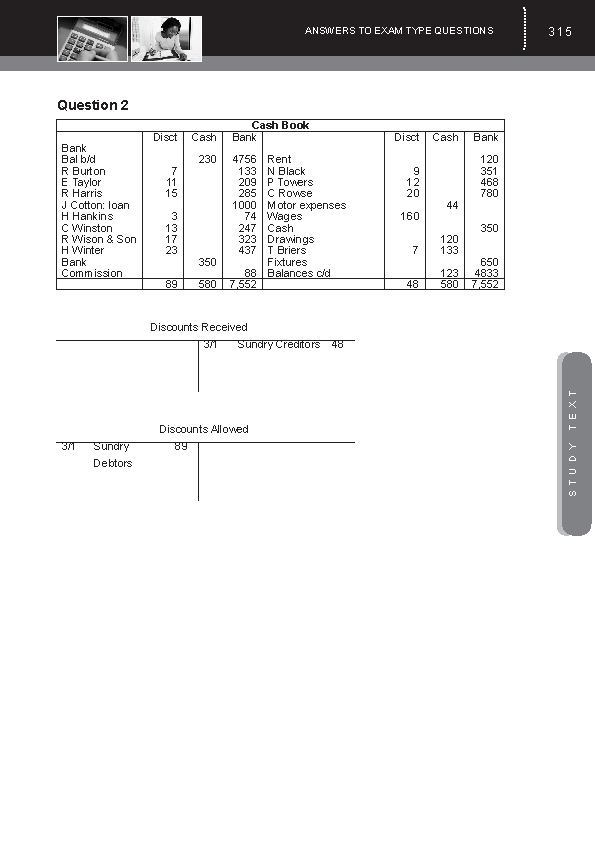 ANSWERS TO EXAM TYPE QUESTIONS 315
Question 2
Cash Book
Disct Cash Bank Disct Cash Bank
Bank
Bal b/d 230 4756 Rent 120
R Burton 7 133 N Black 9 351
E Taylor 11 209 P Towers 12 468
R Harris 15 285 C Rowse 20 780
J Cotton: loan 1000 Motor expenses 44
H Hankins 3 74 Wages 160
C Winston 13 247 Cash 350
R Wison & Son 17 323 Drawings 120
H Winter 23 437 T Briers 7 133
Bank 350 Fixtures 650
Commission 88 Balances c/d 123 4833
89 580 7,552 48 580 7,552
Discounts Received
3/1 Sundry Creditors 48
Discounts Allowed
3/1 Sundry 89
Debtors
STUDY TEXT